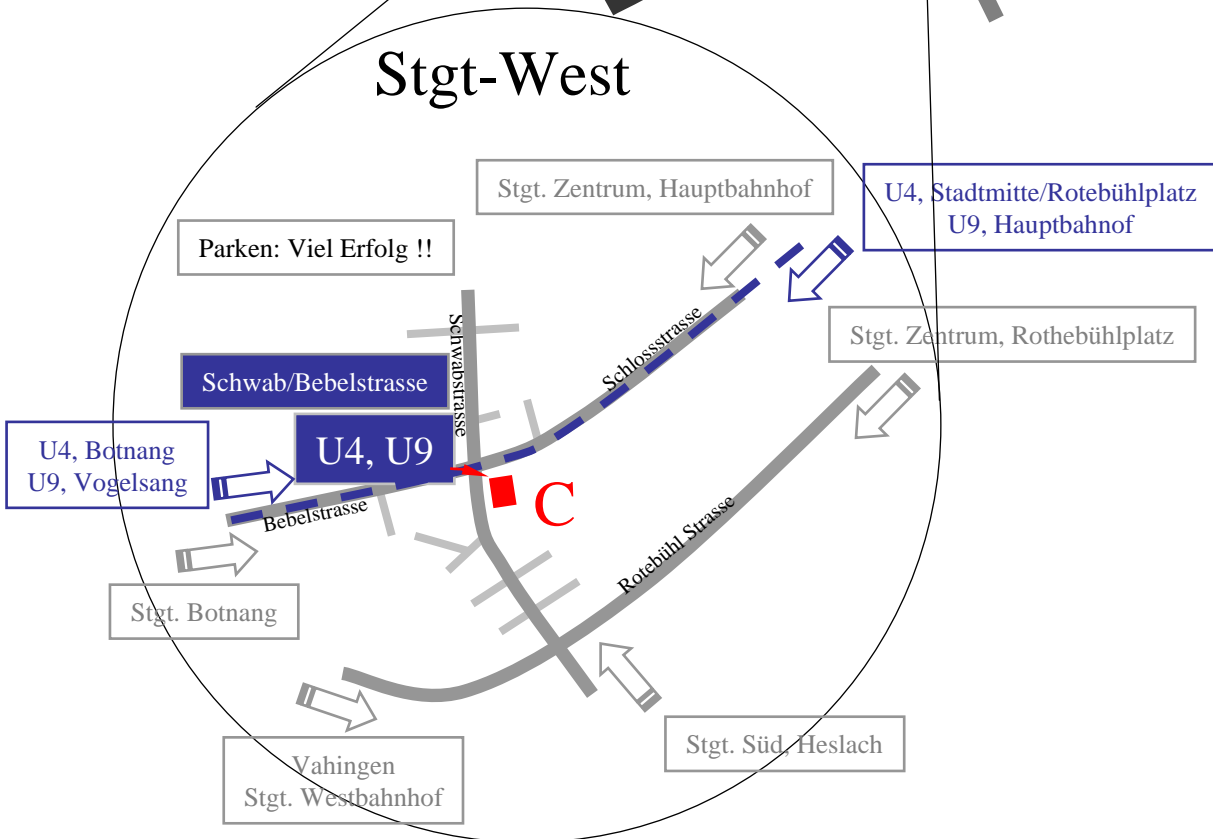 Stgt-West
Stgt. Zentrum, Hauptbahnhof
U4, Stadtmitte/Rotebühlplatz
U9, Hauptbahnof
Parken: Viel Erfolg !!
Stgt. Zentrum, Rothebühlplatz
Schwabstrasse
Schlossstrasse
Schwab/Bebelstrasse
U4, U9
U4, Botnang
U9, Vogelsang
C
Bebelstrasse
Rotebühl Strasse
Stgt. Botnang
Stgt. Süd, Heslach
Vahingen
Stgt. Westbahnhof